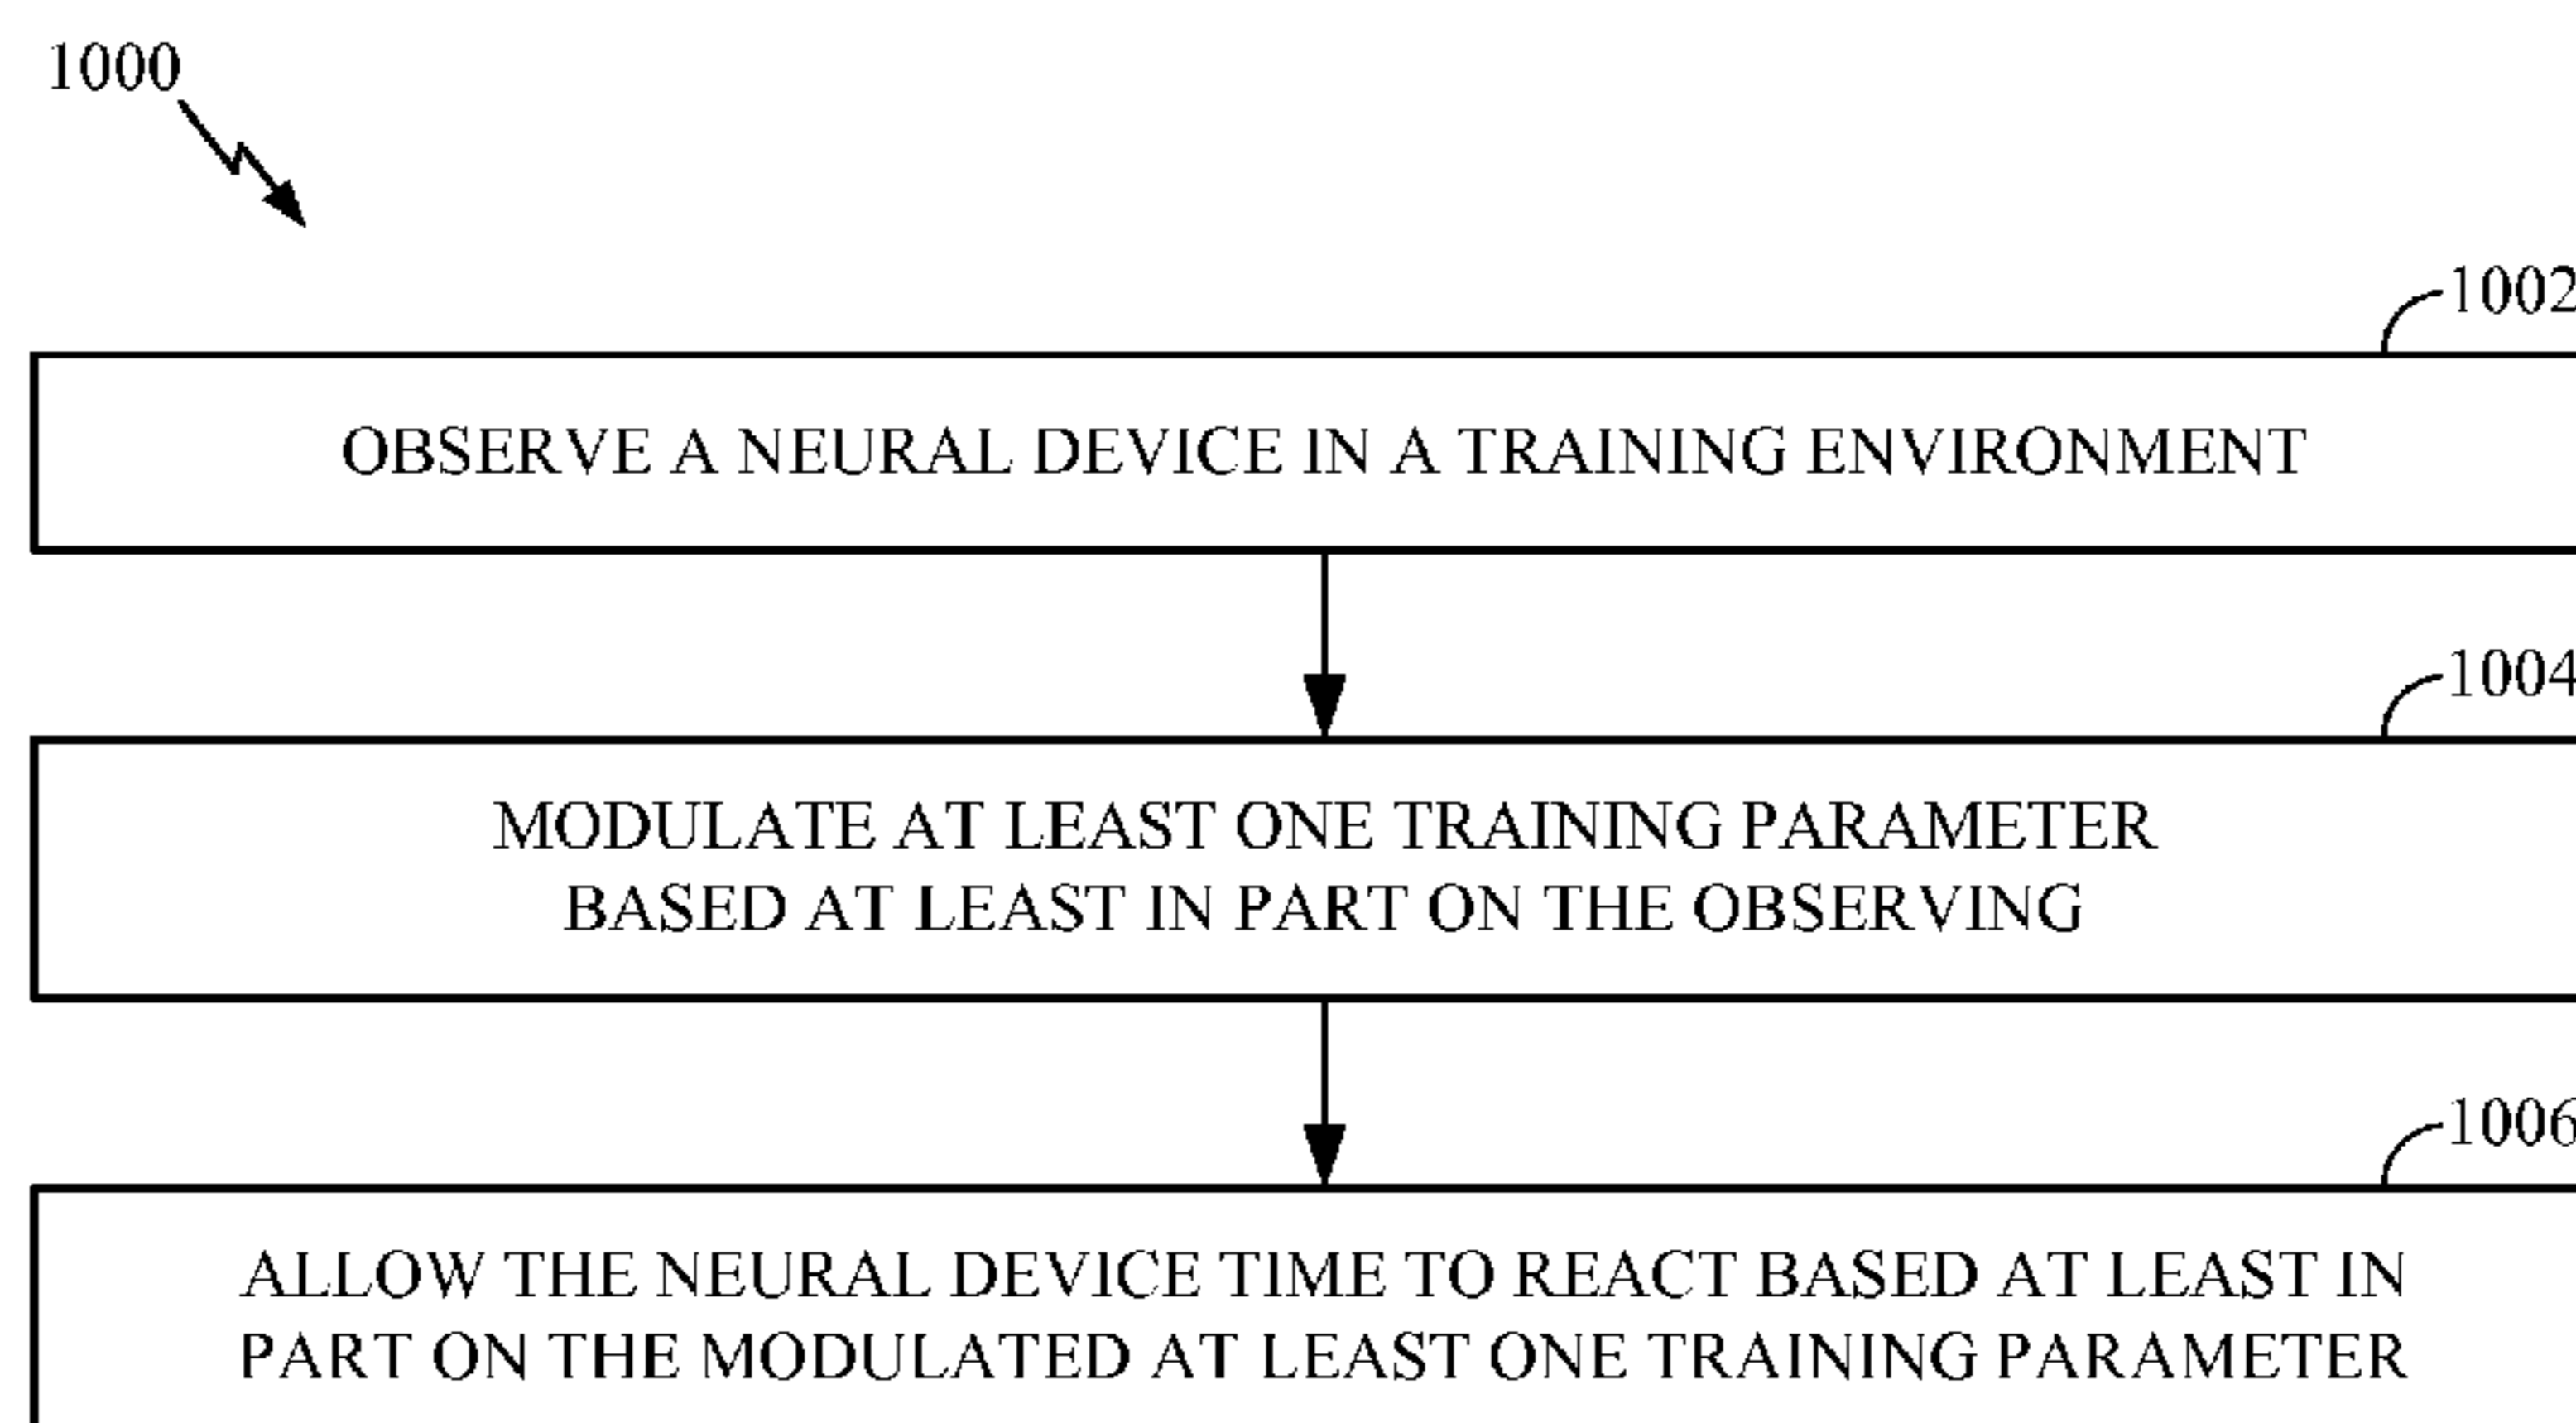 1000
1002
OBSERVE A NEURAL DEVICE IN A TRAINING ENVIRONMENT
1004
MODULATE AT LEAST ONE TRAINING PARAMETER
BASED AT LEAST IN PART ON THE OBSERVING
1006
ALLOW THE NEURAL DEVICE TIME TO REACT BASED AT LEAST IN
PART ON THE MODULATED AT LEAST ONE TRAINING PARAMETER